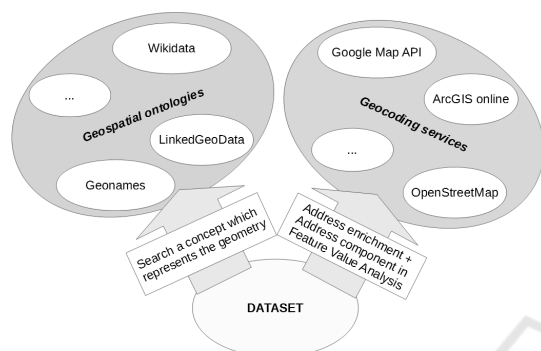 Wikidata
...
Geospatial ontologies
LinkedGeoData
Geonames
Google Map API
ArcGIS online
Geocoding services
...
OpenStreetMap
Search a concept which
represents the geometry
Address enrichment +
Address component in
Feature Value Analysis
DATASET